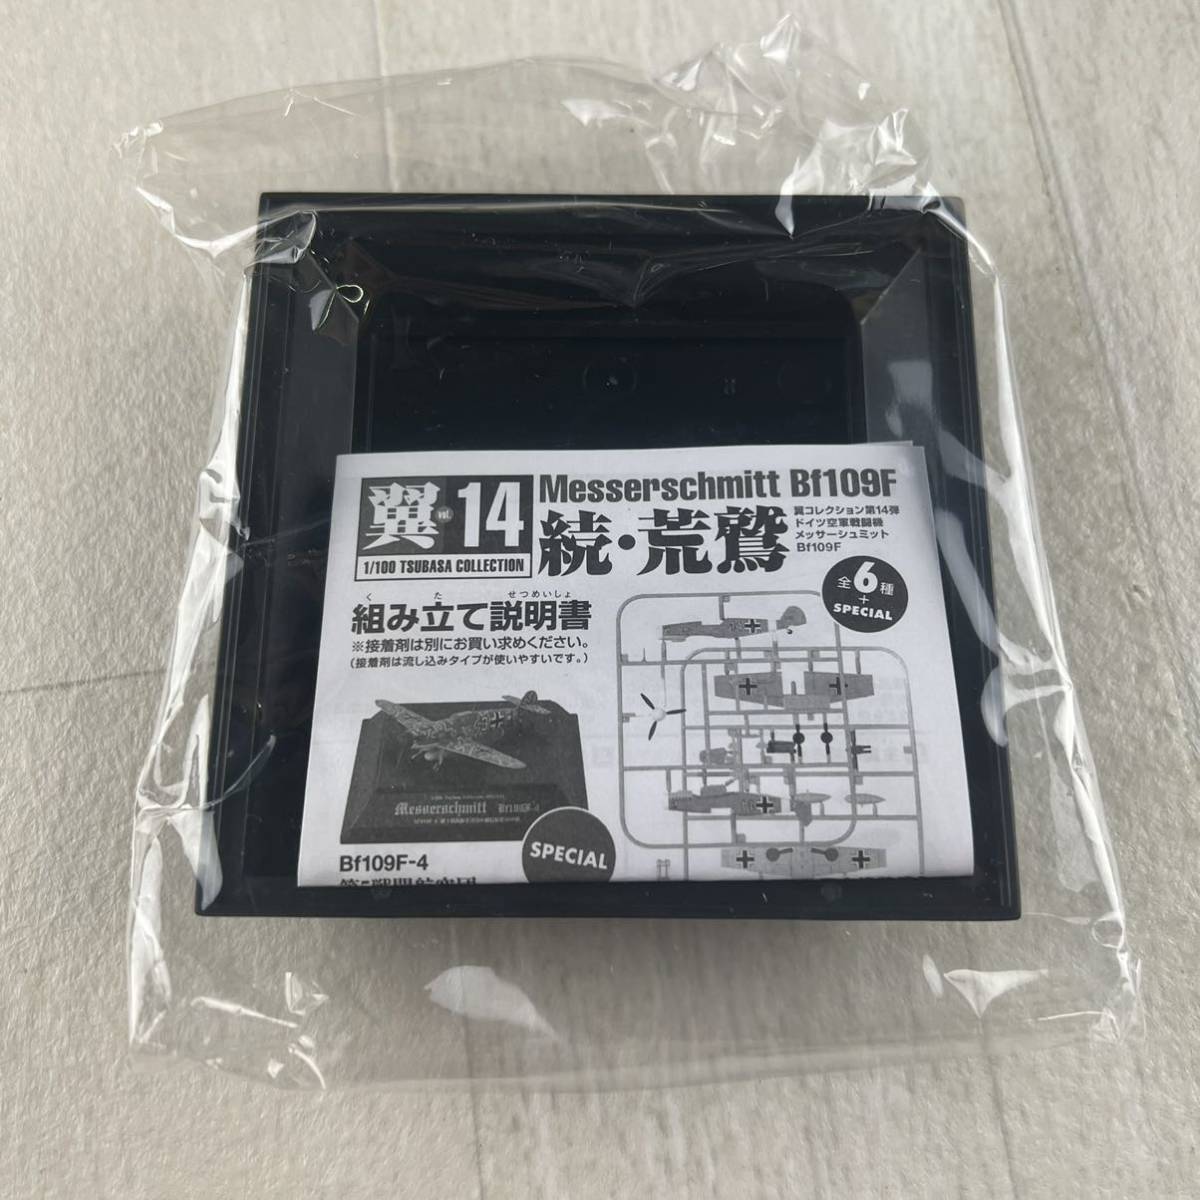 翼 vol. 14
1/100 TSUBASA COLLECTION
Messerschmitt Bf109F
続・荒鷲
翼コレクション第14弾
ドイツ空軍戦闘機
メッサーシュミット
Bf109F
全6種
+
SPECIAL
く た せつめいしょ
組み立て説明書
※接着剤は別にお買い求めください。
(接着剤は流し込みタイプが使いやすいです。)
Messerschmitt Bf109F-4
SPECIAL
Bf109F-4